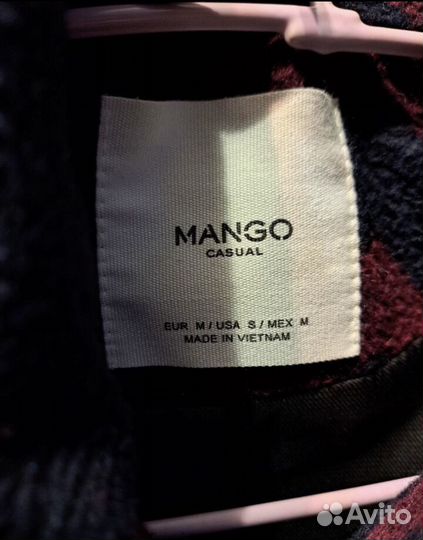 MANGO
CASUAL
EUR M / USA S / MEX M
MADE IN VIETNAM
Avito